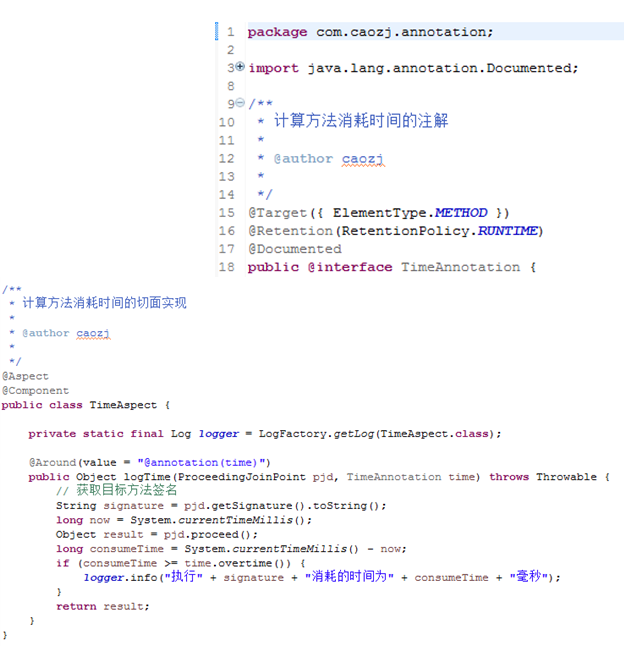 1 package com.caozj.annotation;
2
3 import java.lang.annotation.Documented;
8
9 /**
10 * 计算方法消耗时间的注解
11 *
12 * @author caozj
13 *
14 */
15 @Target({ ElementType.METHOD })
16 @Retention(RetentionPolicy.RUNTIME)
17 @Documented
18 public @interface TimeAnnotation {
/**
* 计算方法消耗时间的切面实现
*
* @author caozj
*
*/
@Aspect
@Component
public class TimeAspect {
private static final Log logger = LogFactory.getLog(TimeAspect.class);
@Around(value = "@annotation(time)")
public Object logTime(ProceedingJoinPoint pjd, TimeAnnotation time) throws Throwable {
// 获取目标方法签名
String signature = pjd.getSignature().toString();
long now = System.currentTimeMillis();
Object result = pjd.proceed();
long consumeTime = System.currentTimeMillis() - now;
if (consumeTime >= time.overtime()) {
logger.info("执行" + signature + "消耗的时间为" + consumeTime + "毫秒");
}
return result;
}
}